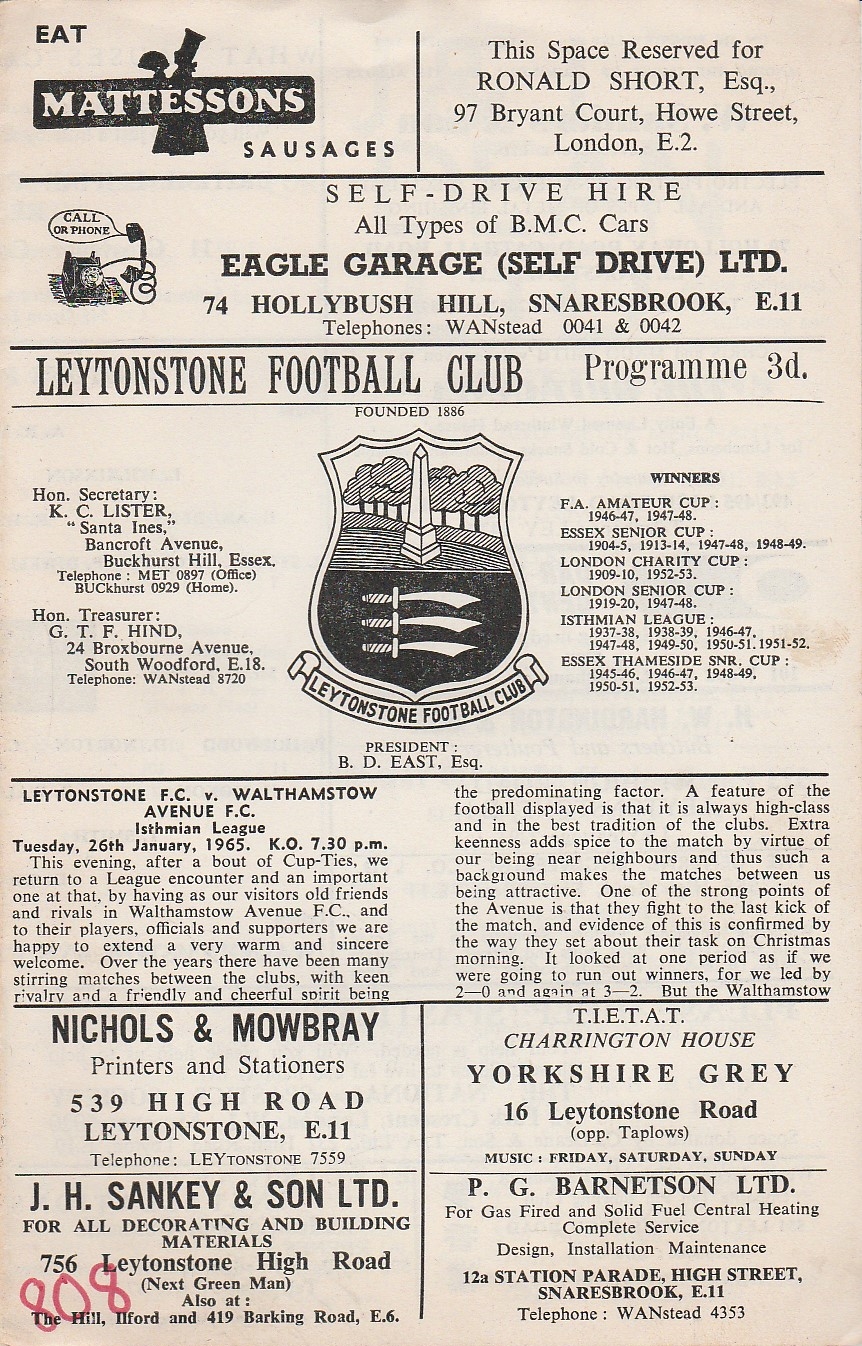 EAT
MATTESSONS
SAUSAGES
This Space Reserved for
RONALD SHORT, Esq.,
97 Bryant Court, Howe Street,
London, E.2.
CALL
OR PHONE
SELF-DRIVE HIRE
All Types of B.M.C. Cars
EAGLE GARAGE (SELF DRIVE) LTD.
74 HOLLYBUSH HILL, SNARESBROOK, E.11
Telephones: WANstead 0041 & 0042
LEYTONSTONE FOOTBALL CLUB Programme 3d.
FOUNDED 1886
Hon. Secretary:
K. C. LISTER,
"Santa Ines,"
Bancroft Avenue,
Buckhurst Hill, Essex.
Telephone: MET 0897 (Office)
BUCkhurst 0929 (Home).
Hon. Treasurer:
G. T. F. HIND,
24 Broxbourne Avenue,
South Woodford, E.18.
Telephone: WANstead 8720
LEYTONSTONE FOOTBALL CLUB
PRESIDENT:
B. D. EAST, Esq.
WINNERS
F.A. AMATEUR CUP:
1946-47, 1947-48.
ESSEX SENIOR CUP:
1904-5, 1913-14, 1947-48, 1948-49.
LONDON CHARITY CUP:
1909-10, 1952-53.
LONDON SENIOR CUP:
1919-20, 1947-48.
ISTHMIAN LEAGUE:
1937-38, 1938-39, 1946-47,
1947-48, 1949-50, 1950-51.1951-52.
ESSEX THAMESIDE SNR. CUP:
1945-46, 1946-47, 1948-49,
1950-51, 1952-53.
LEYTONSTONE F.C. v. WALTHAMSTOW
AVENUE F.C.
Isthmian League
Tuesday, 26th January, 1965. K.O. 7.30 p.m.
This evening, after a bout of Cup-Ties, we
return to a League encounter and an important
one at that, by having as our visitors old friends
and rivals in Walthamstow Avenue F.C., and
to their players, officials and supporters we are
happy to extend a very warm and sincere
welcome. Over the years there have been many
stirring matches between the clubs, with keen
rivalry and a friendly and cheerful spirit being
the predominating factor. A feature of the
football displayed is that it is always high-class
and in the best tradition of the clubs. Extra
keenness adds spice to the match by virtue of
our being near neighbours and thus such a
background makes the matches between us
being attractive. One of the strong points of
the Avenue is that they fight to the last kick of
the match, and evidence of this is confirmed by
the way they set about their task on Christmas
morning. It looked at one period as if we
were going to run out winners, for we led by
2—0 and again at 3—2. But the Walthamstow
NICHOLS & MOWBRAY
Printers and Stationers
539 HIGH ROAD
LEYTONSTONE, E.11
Telephone: LEYTONSTONE 7559
T.I.E.T.A.T.
CHARRINGTON HOUSE
YORKSHIRE GREY
16 Leytonstone Road
(opp. Taplows)
MUSIC: FRIDAY, SATURDAY, SUNDAY
J. H. SANKEY & SON LTD.
FOR ALL DECORATING AND BUILDING
MATERIALS
756 Leytonstone High Road
(Next Green Man)
Also at:
The Hill, Ilford and 419 Barking Road, E.6.
808
P. G. BARNETSON LTD.
For Gas Fired and Solid Fuel Central Heating
Complete Service
Design, Installation Maintenance
12a STATION PARADE, HIGH STREET,
SNARESBROOK, E.11
Telephone: WANstead 4353